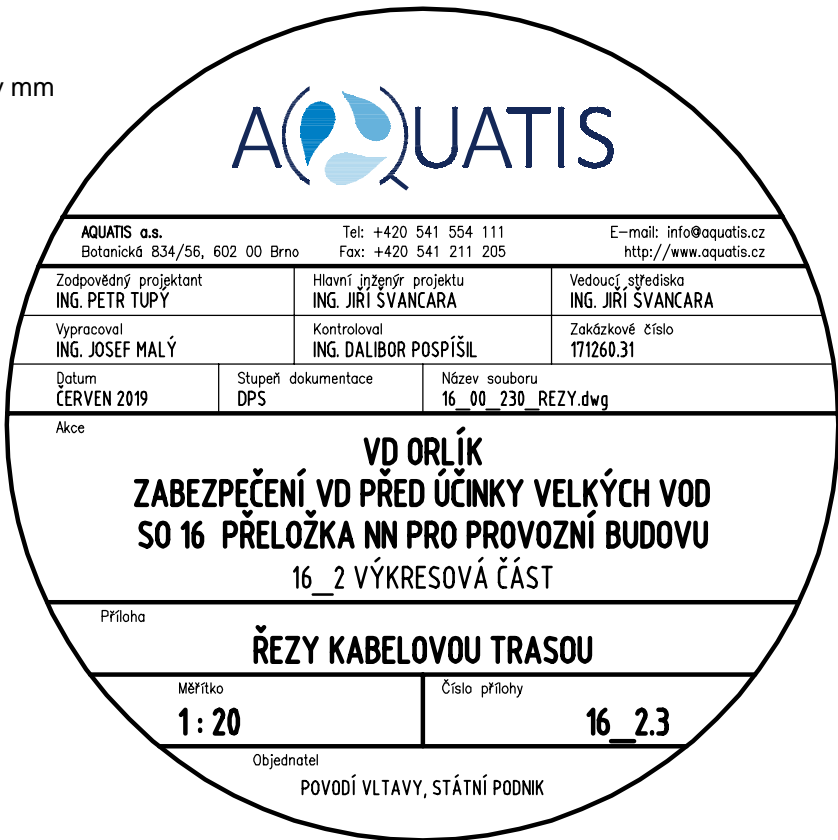 v mm
AQUATIS
AQUATIS a.s. Tel: +420 541 554 111 E-mail: info@aquatis.cz
Botanická 834/56, 602 00 Brno Fax: +420 541 211 205 http://www.aquatis.cz
Zodpovědný projektant Hlavní inženýr projektu Vedoucí střediska
ING. PETR TUPÝ ING. JIŘÍ ŠVANCARA ING. JIŘÍ ŠVANCARA
Vypracoval Kontroloval Zakázkové číslo
ING. JOSEF MALÝ ING. DALIBOR POSPÍŠIL 171260.31
Datum Stupeň dokumentace Název souboru
ČERVEN 2019 DPS 16_00_230_REZY.dwg
Akce
VD ORLÍK
ZABEZPEČENÍ VD PŘED ÚČINKY VELKÝCH VOD
SO 16 PŘELOŽKA NN PRO PROVOZNÍ BUDOVU
16_2 VÝKRESOVÁ ČÁST
Příloha
ŘEZY KABELOVOU TRASOU
Měřítko Číslo přílohy
1 : 20 16_2.3
Objednatel
POVODÍ VLTAVY, STÁTNÍ PODNIK